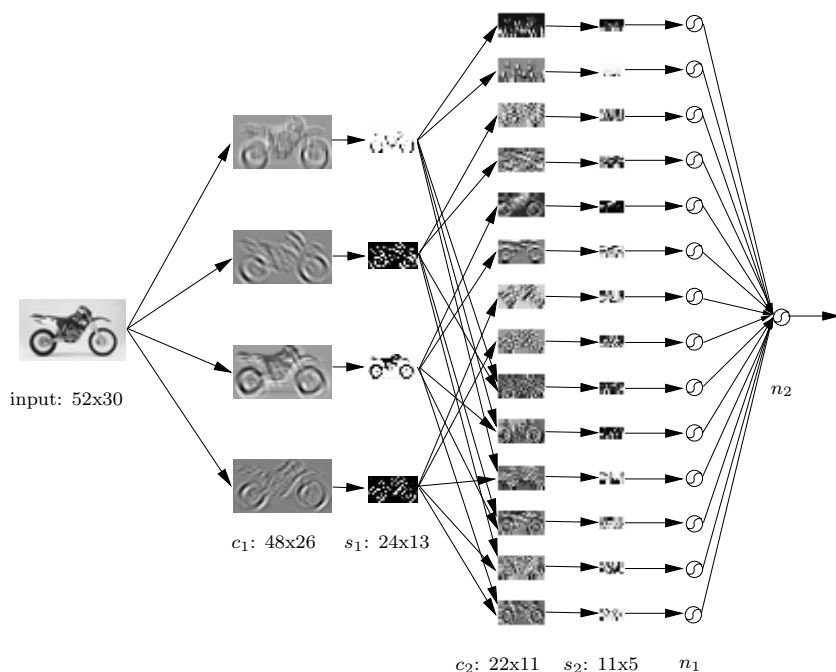 input: 52x30
n₂
c₁: 48x26 s₁: 24x13
c₂: 22x11 s₂: 11x5 n₁